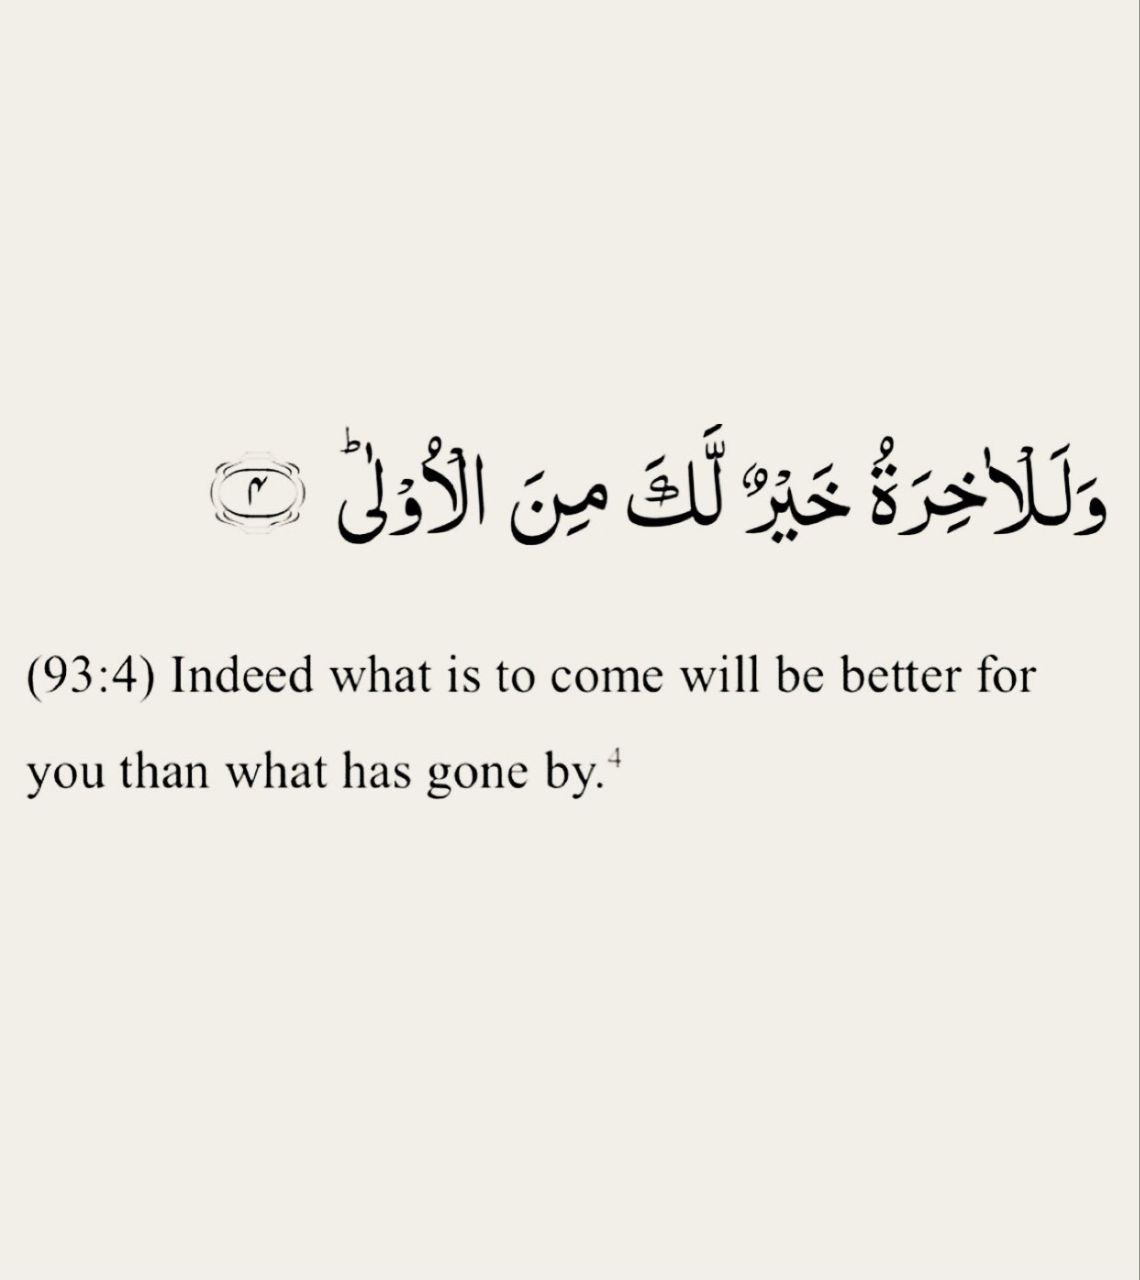 وَلَلْاٰخِرَةُ خَيْرٌ لَّكَ مِنَ الْاُوْلٰىؕ ۴
(93:4) Indeed what is to come will be better for
you than what has gone by.⁴